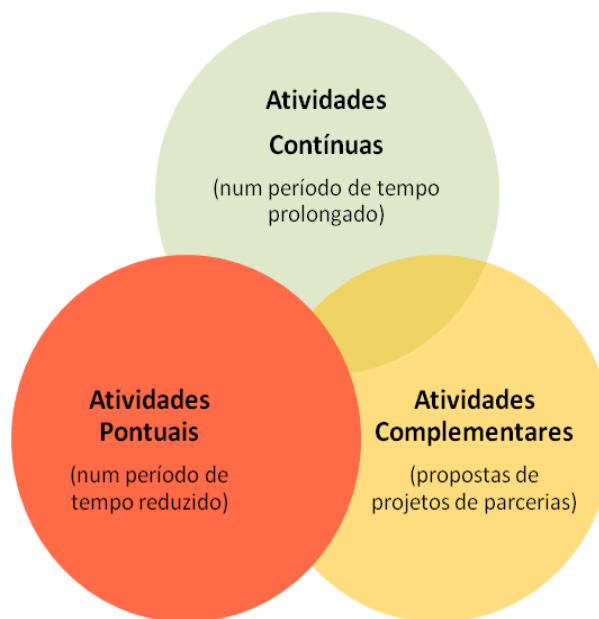 Atividades
Contínuas
(num período de tempo
prolongado)
Atividades
Pontuais
(num período de
tempo reduzido)
Atividades
Complementares
(propostas de
projetos de parcerias)